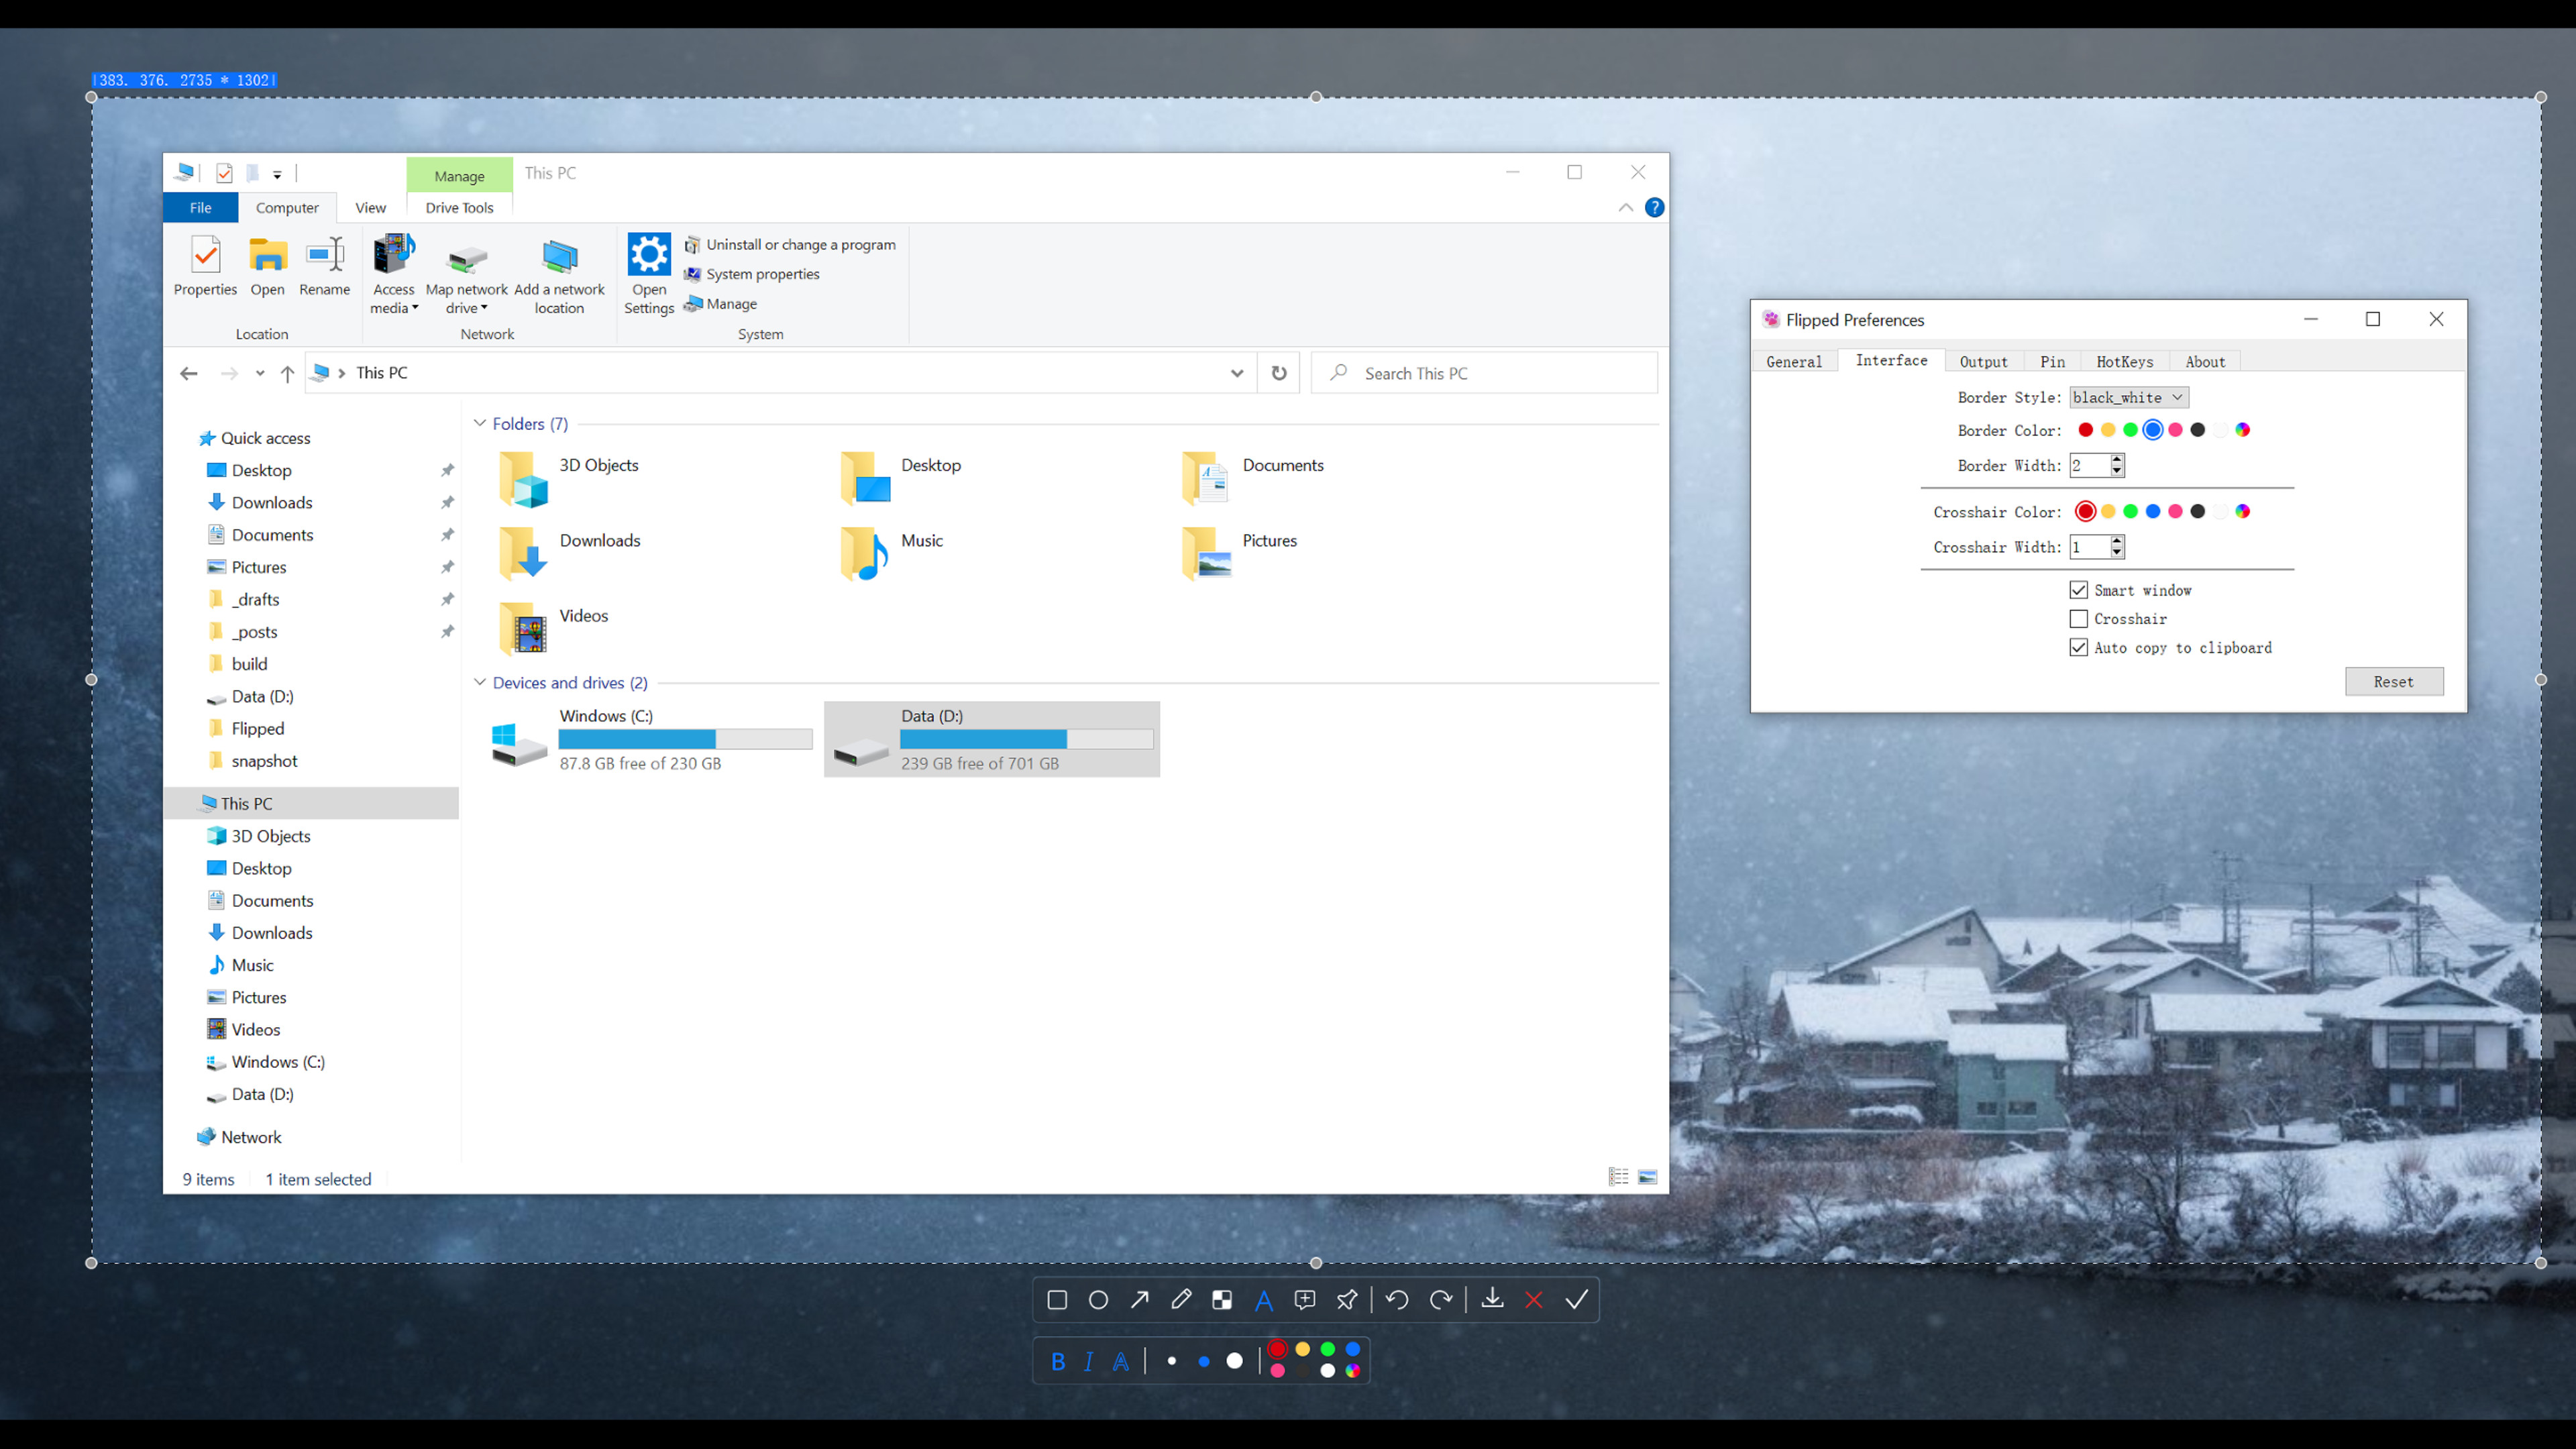 383. 376. 2735 * 1302
Manage
This PC
File
Computer
View
Drive Tools
Properties
Open
Rename
Access media
Map network drive
Add a network location
Open Settings
Uninstall or change a program
System properties
Manage
Location
Network
System
This PC
Search This PC
Quick access
Desktop
Downloads
Documents
Pictures
_drafts
_posts
build
Data (D:)
Flipped
snapshot
This PC
3D Objects
Desktop
Documents
Downloads
Music
Pictures
Videos
Windows (C:)
Data (D:)
Network
Folders (7)
3D Objects
Desktop
Documents
Downloads
Music
Pictures
Videos
Devices and drives (2)
Windows (C:)
87.8 GB free of 230 GB
Data (D:)
239 GB free of 701 GB
9 items
1 item selected
Flipped Preferences
General
Interface
Output
Pin
HotKeys
About
Border Style: black_white
Border Color:
Border Width: 2
Crosshair Color:
Crosshair Width: 1
Smart window
Crosshair
Auto copy to clipboard
Reset
A
B I A